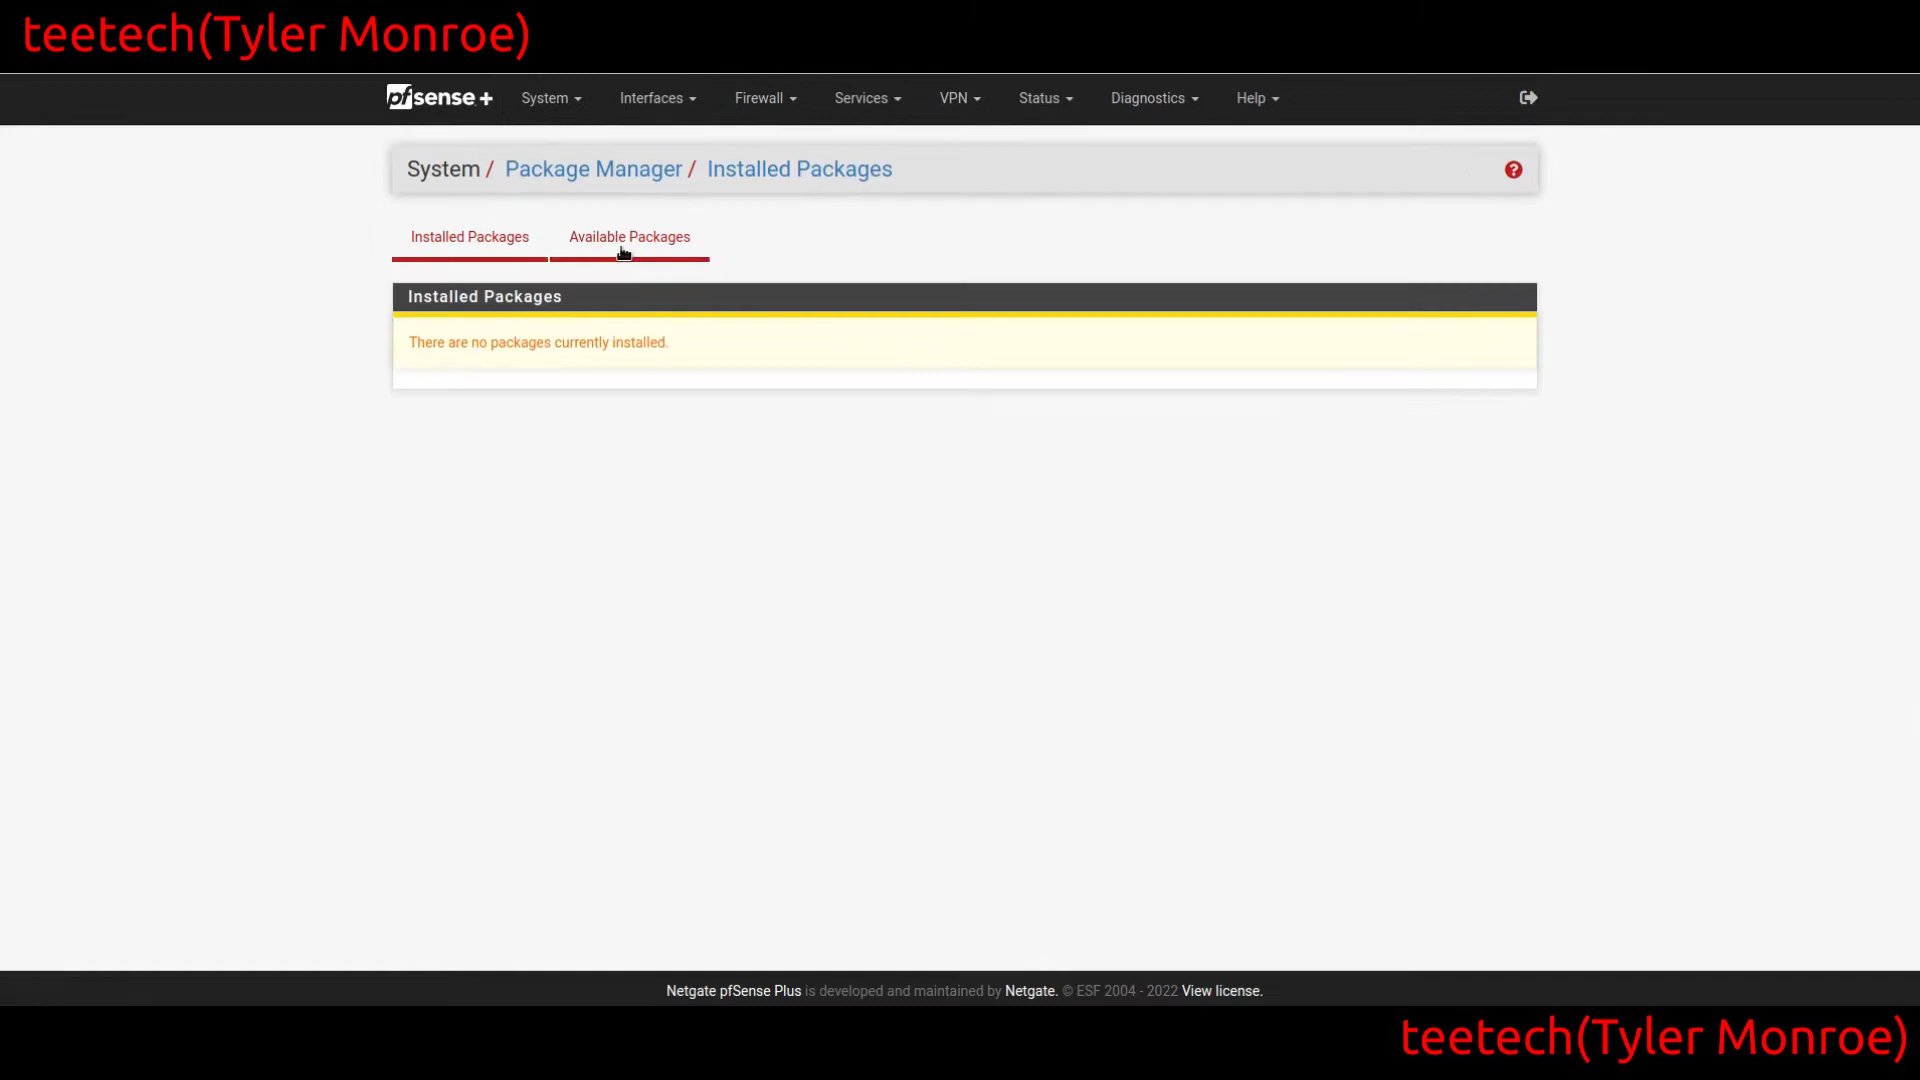 teetech(Tyler Monroe)
pfsense+ System Interfaces Firewall Services VPN Status Diagnostics Help
System / Package Manager / Installed Packages
Installed Packages Available Packages
Installed Packages
There are no packages currently installed.
Netgate pfSense Plus is developed and maintained by Netgate. © ESF 2004 - 2022 View license.
teetech(Tyler Monroe)